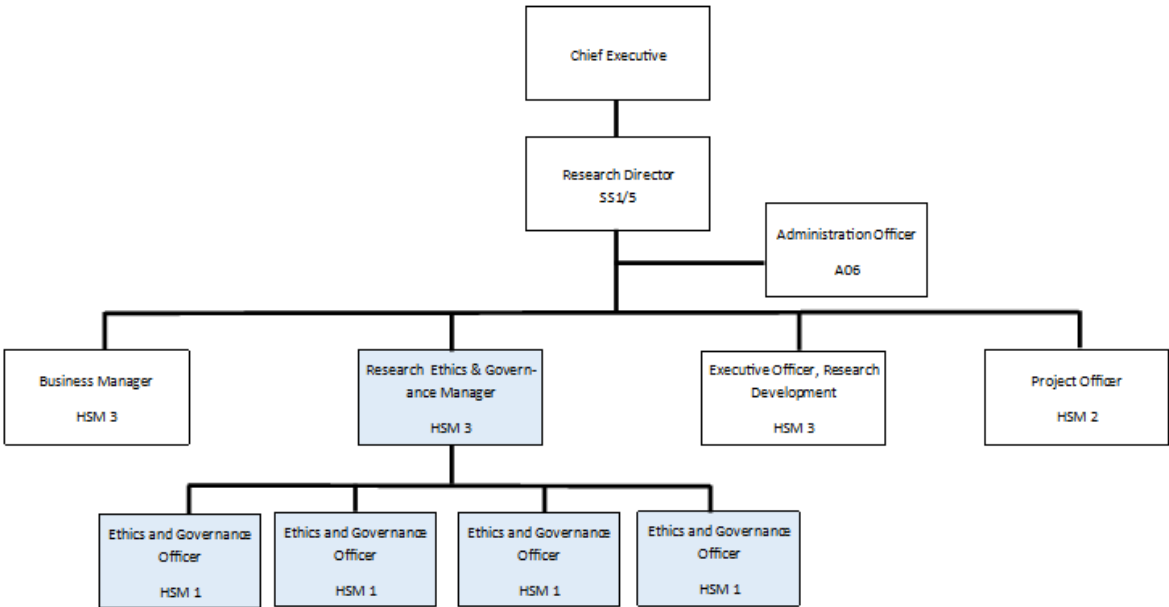 Chief Executive
Research Director
SS1/5
Administration Officer
AO6
Business Manager
HSM 3
Research Ethics & Govern-
ance Manager
HSM 3
Executive Officer, Research
Development
HSM 3
Project Officer
HSM 2
Ethics and Governance
Officer
HSM 1
Ethics and Governance
Officer
HSM 1
Ethics and Governance
Officer
HSM 1
Ethics and Governance
Officer
HSM 1